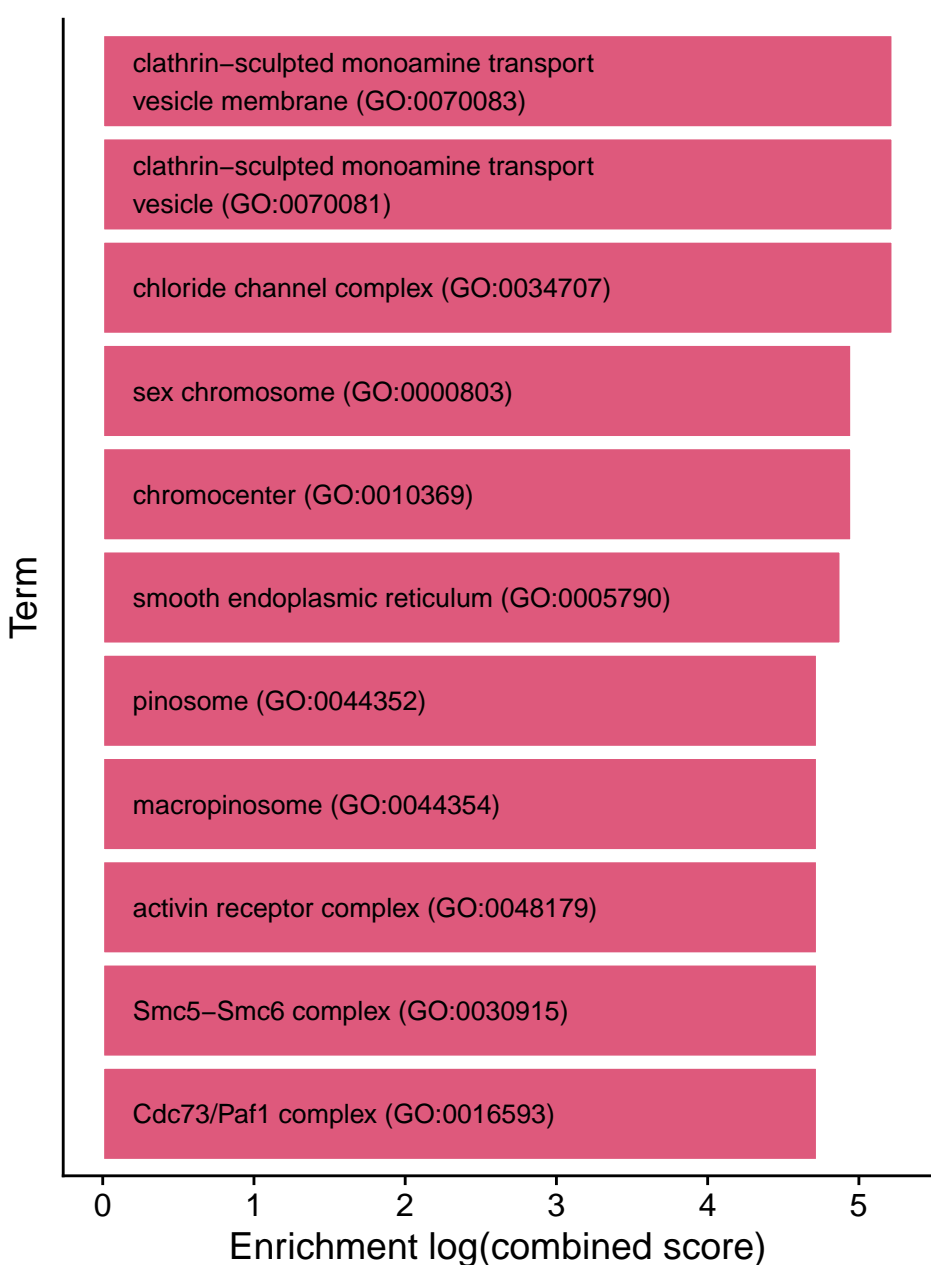 clathrin−sculpted monoamine transport
vesicle membrane (GO:0070083)
clathrin−sculpted monoamine transport
vesicle (GO:0070081)
chloride channel complex (GO:0034707)
sex chromosome (GO:0000803)
chromocenter (GO:0010369)
smooth endoplasmic reticulum (GO:0005790)
pinosome (GO:0044352)
macropinosome (GO:0044354)
activin receptor complex (GO:0048179)
Smc5−Smc6 complex (GO:0030915)
Cdc73/Paf1 complex (GO:0016593)
Term
0 1 2 3 4 5
Enrichment log(combined score)